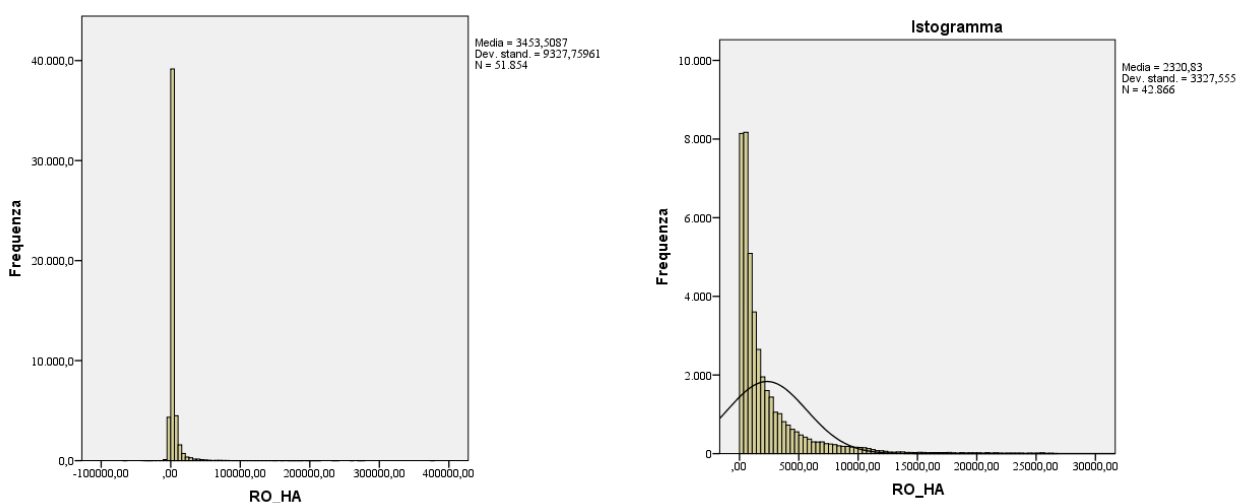 Media = 3453,5087
Dev. stand. = 9327,75961
N = 51.854
40.000,0
30.000,0
20.000,0
10.000,0
0,0
Frequenza
-100000,00 ,00 100000,00 200000,00 300000,00 400000,00
RO_HA
Istogramma
Media = 2320,83
Dev. stand. = 3327,555
N = 42.866
10.000
8.000
6.000
4.000
2.000
0
Frequenza
,00 5000,00 10000,00 15000,00 20000,00 25000,00 30000,00
RO_HA